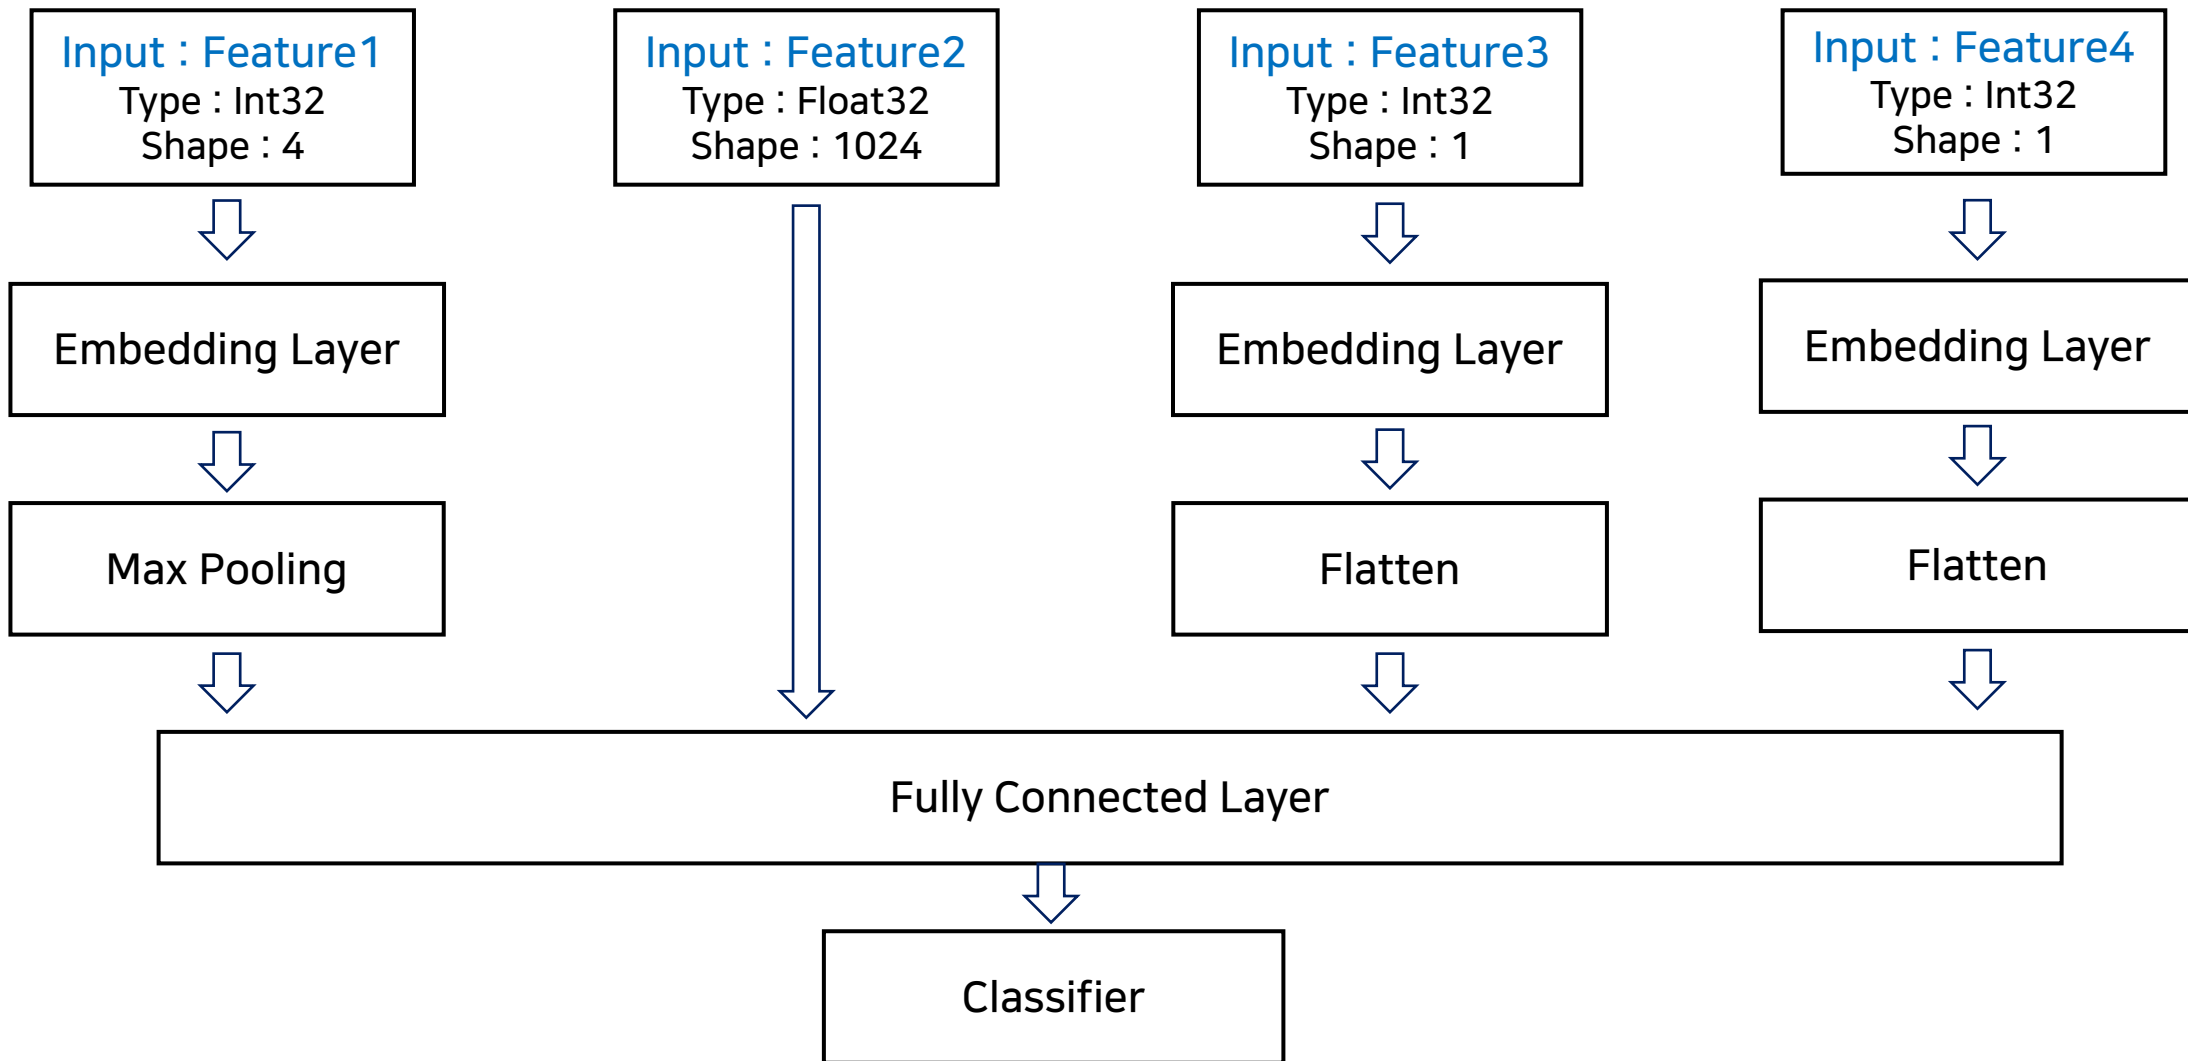 Input : Feature1
Type : Int32
Shape : 4
Input : Feature2
Type : Float32
Shape : 1024
Input : Feature3
Type : Int32
Shape : 1
Input : Feature4
Type : Int32
Shape : 1
Embedding Layer
Embedding Layer
Embedding Layer
Max Pooling
Flatten
Flatten
Fully Connected Layer
Classifier